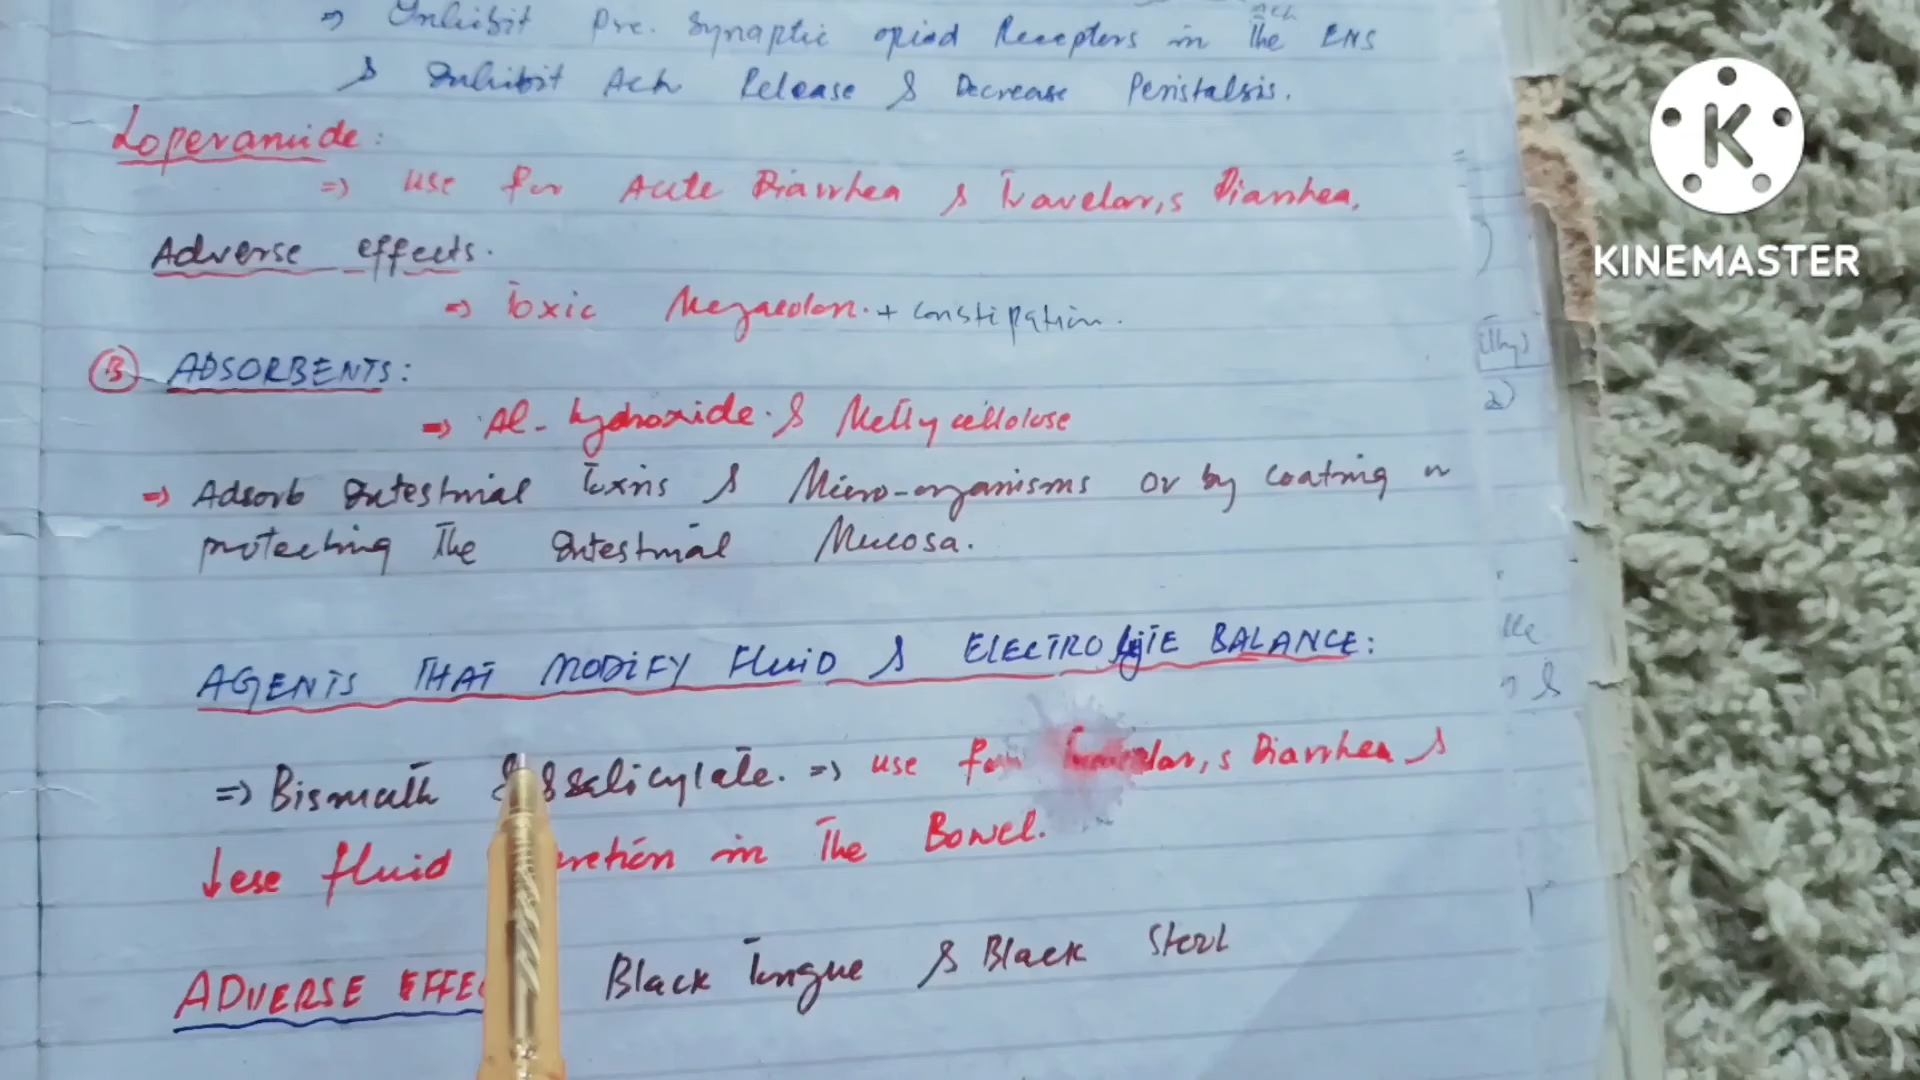 ⇒ Inhibit Pre. Synaptic opiod Receptors in The ENS
& Inhibit Ach Release & Decrease Peristalsis.
Loperamide:
⇒ use for Acute Diarrhea & Travelar,s Diarrhea.
Adverse effects.
⇒ Toxic Megacolon. + constipation.
(B) ADSORBENTS:
⇒ Al-hydroxide & Methycellolose
⇒ Adsorb Intestinal Toxins & Micro-organisms or by coating or
protecting The Intestinal Mucosa.
AGENTS THAT MODIFY FLUID & ELECTROLYTE BALANCE:
⇒ Bismuth salicylate. ⇒ use for Diarrhea &
↓ese fluid in The Bowel.
ADVERSE Black Tongue & Black Stool
K
KINEMASTER